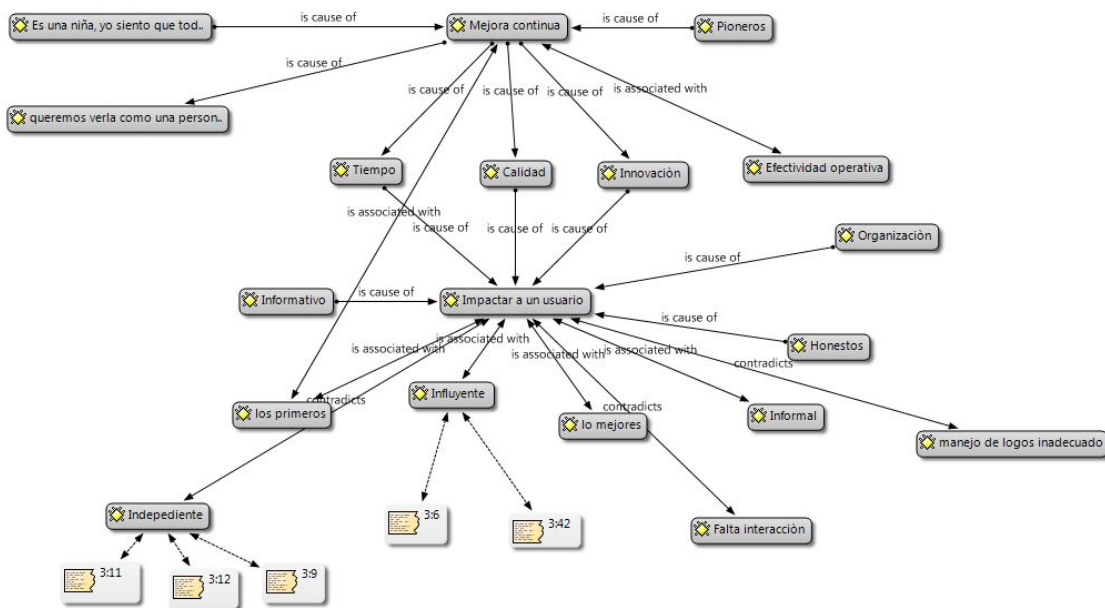 Es una niña, yo siento que tod..
is cause of
Mejora continua
is cause of
Pioneros
is cause of
queremos verla como una person..
is cause of
is cause of
is cause of
is associated with
Tiempo
Calidad
Innovaciòn
Efectividad operativa
is associated with
is cause of
is cause of
is cause of
Organizaciòn
is cause of
Informativo
is cause of
Impactar a un usuario
is cause of
Honestos
is associated with
is associated with
is associated with
is associated with
contradicts
Influyente
contradicts
los primeros
contradicts
lo mejores
Informal
manejo de logos inadecuado
Indepediente
3:6
3:42
Falta interacciòn
3:11
3:12
3:9